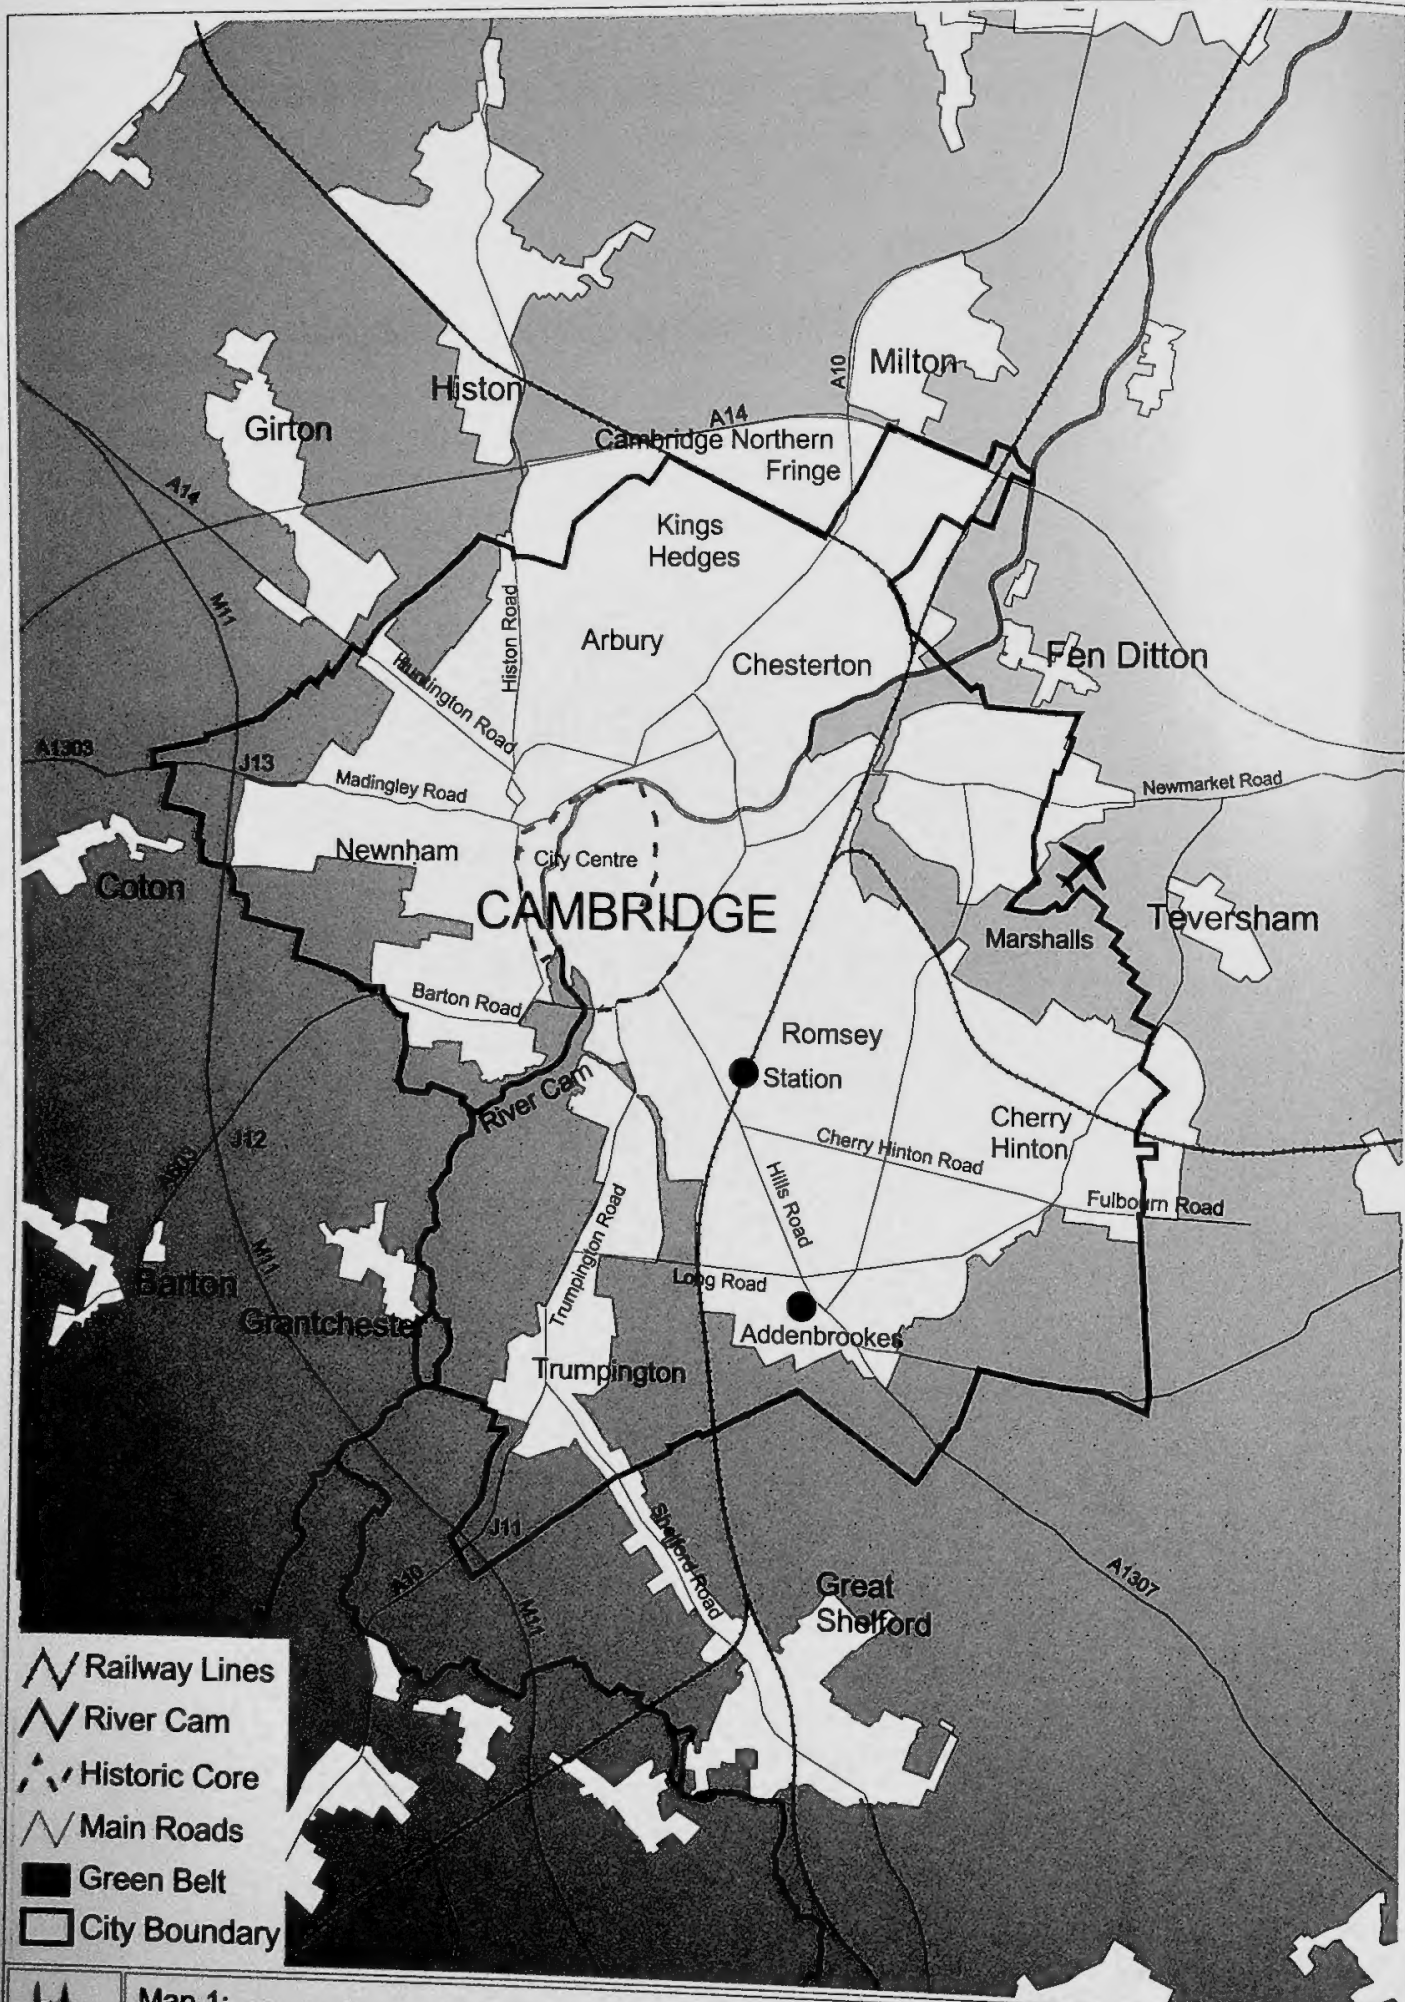 Histon
Girton
A10
Milton
A14
Cambridge Northern
Fringe
A14
Kings
Hedges
M11
Histon Road
Arbury
Chesterton
Fen Ditton
Huntington Road
A1303
J13
Madingley Road
Newmarket Road
Newnham
City Centre
Coton
CAMBRIDGE
Teversham
Marshalls
Barton Road
Romsey
Station
River Cam
Cherry
Hinton
J12
A603
Cherry Hinton Road
Hills Road
Fulbourn Road
Trumpington Road
M11
Barton
Long Road
Grantcheste
Addenbrookes
Trumpington
J11
Shelford Road
A1307
Great
Shelford
M11
Railway Lines
River Cam
Historic Core
Main Roads
Green Belt
City Boundary
Map 1: